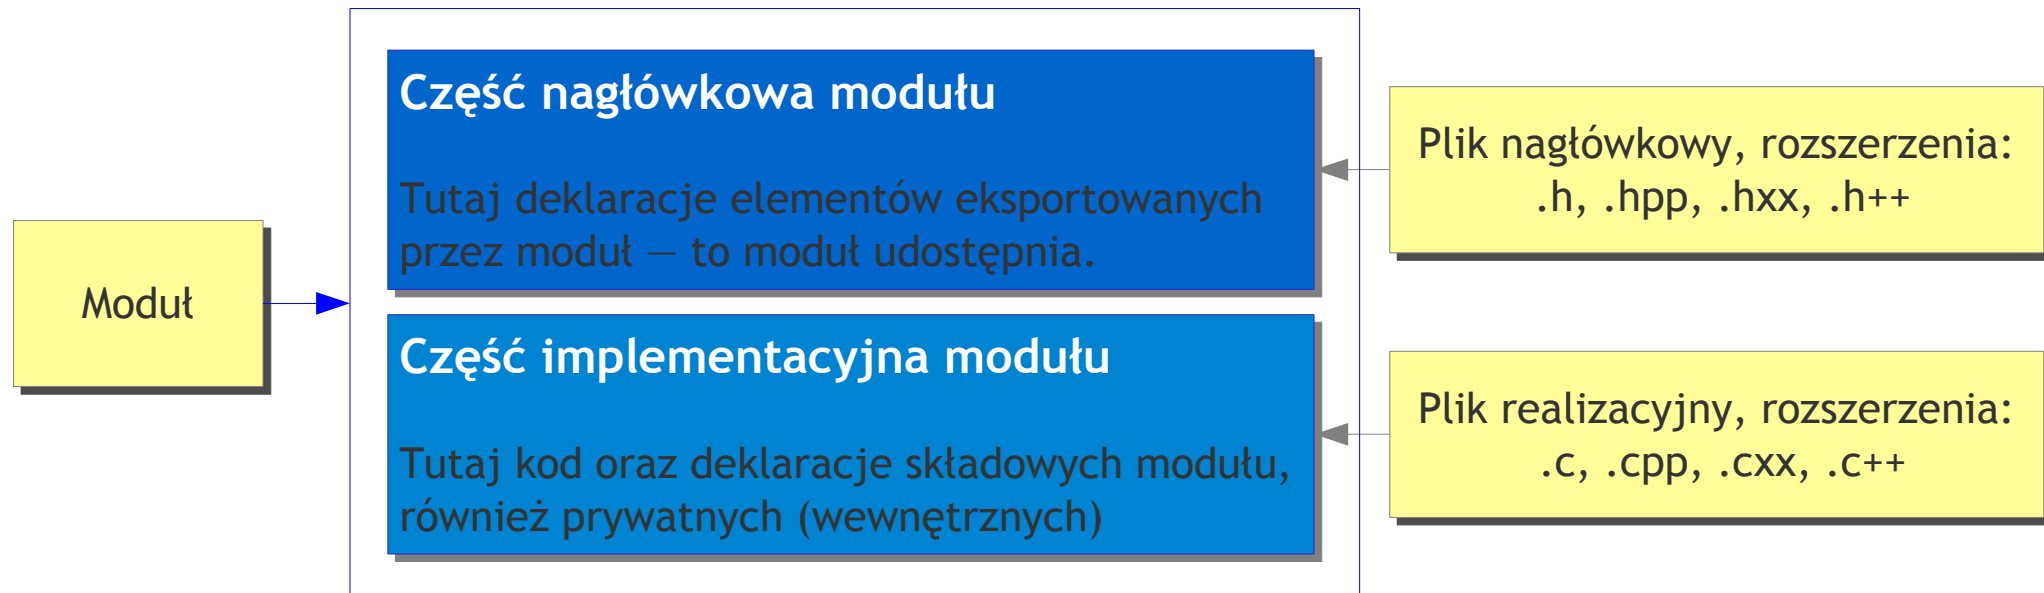 Moduł
Część nagłówkowa modułu
Tutaj deklaracje elementów eksportowanych
przez moduł — to moduł udostępnia.
Część implementacyjna modułu
Tutaj kod oraz deklaracje składowych modułu,
również prywatnych (wewnętrznych)
Plik nagłówkowy, rozszerzenia:
.h, .hpp, .hxx, .h++
Plik realizacyjny, rozszerzenia:
.c, .cpp, .cxx, .c++